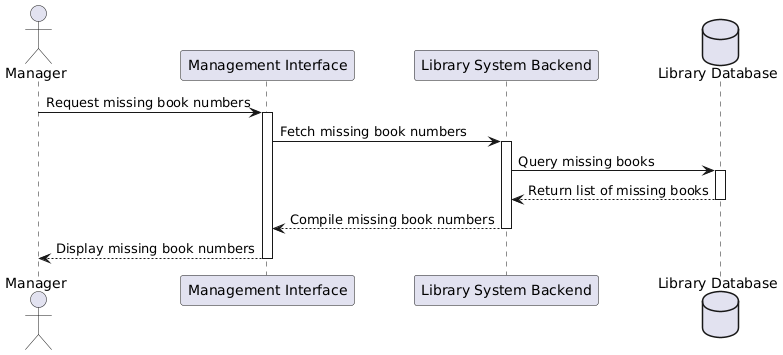 Manager
Management Interface
Library System Backend
Library Database
Request missing book numbers
Fetch missing book numbers
Query missing books
Return list of missing books
Compile missing book numbers
Display missing book numbers
Manager
Management Interface
Library System Backend
Library Database